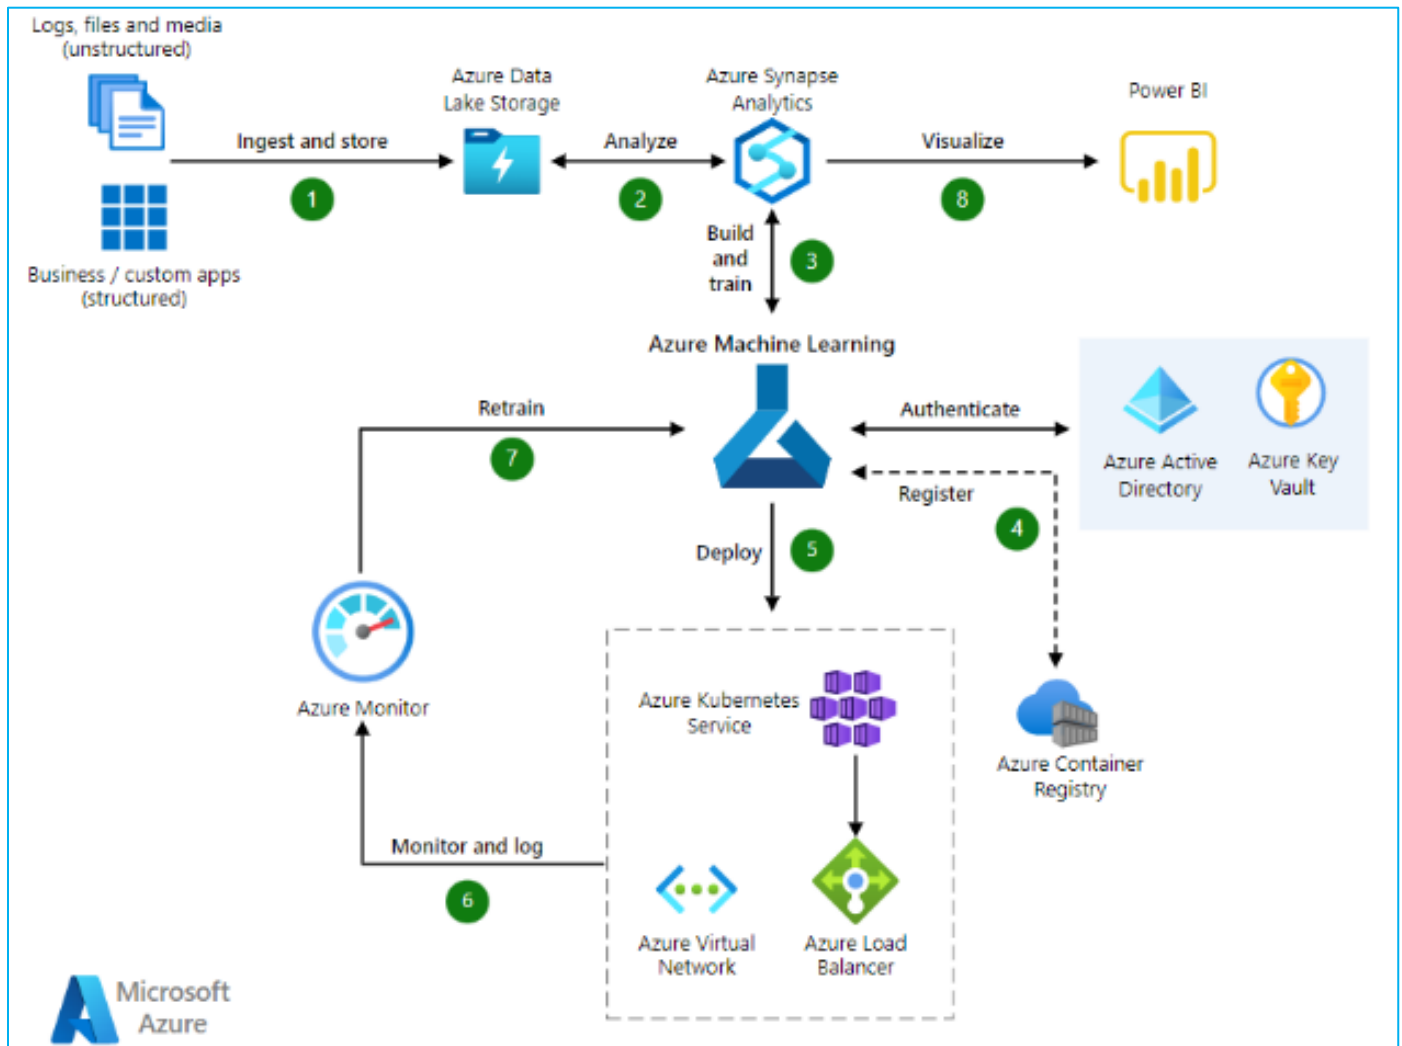 Logs, files and media
(unstructured)
Azure Data
Lake Storage
Azure Synapse
Analytics
Power BI
Ingest and store
Analyze
Visualize
1
2
8
Business / custom apps
(structured)
Build
and
train
3
Azure Machine Learning
Retrain
7
Authenticate
Azure Active
Directory
Azure Key
Vault
Register
4
Deploy
5
Azure Monitor
Azure Kubernetes
Service
Azure Container
Registry
Monitor and log
6
Azure Virtual
Network
Azure Load
Balancer
Microsoft
Azure